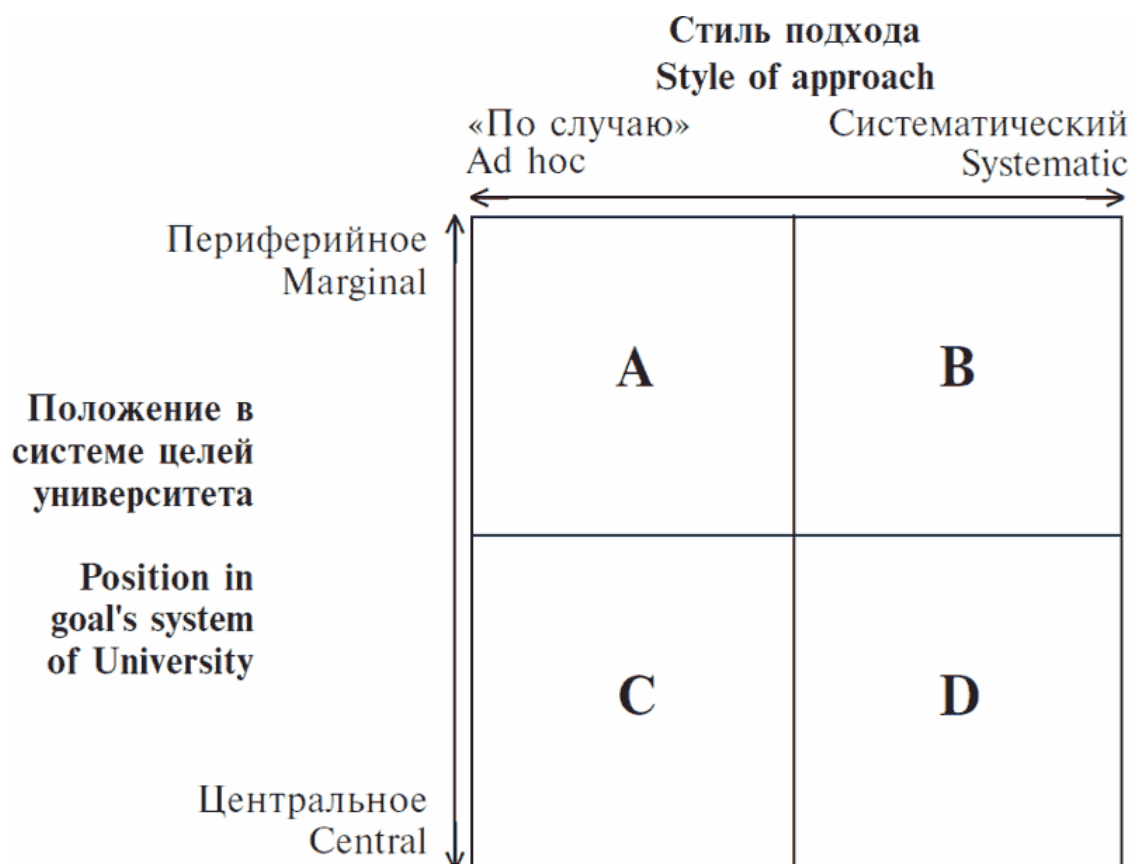 Стиль подхода
Style of approach
«По случаю»
Ad hoc
Систематический
Systematic
Периферийное
Marginal
A
B
Положение в
системе целей
университета
Position in
goal's system
of University
C
D
Центральное
Central